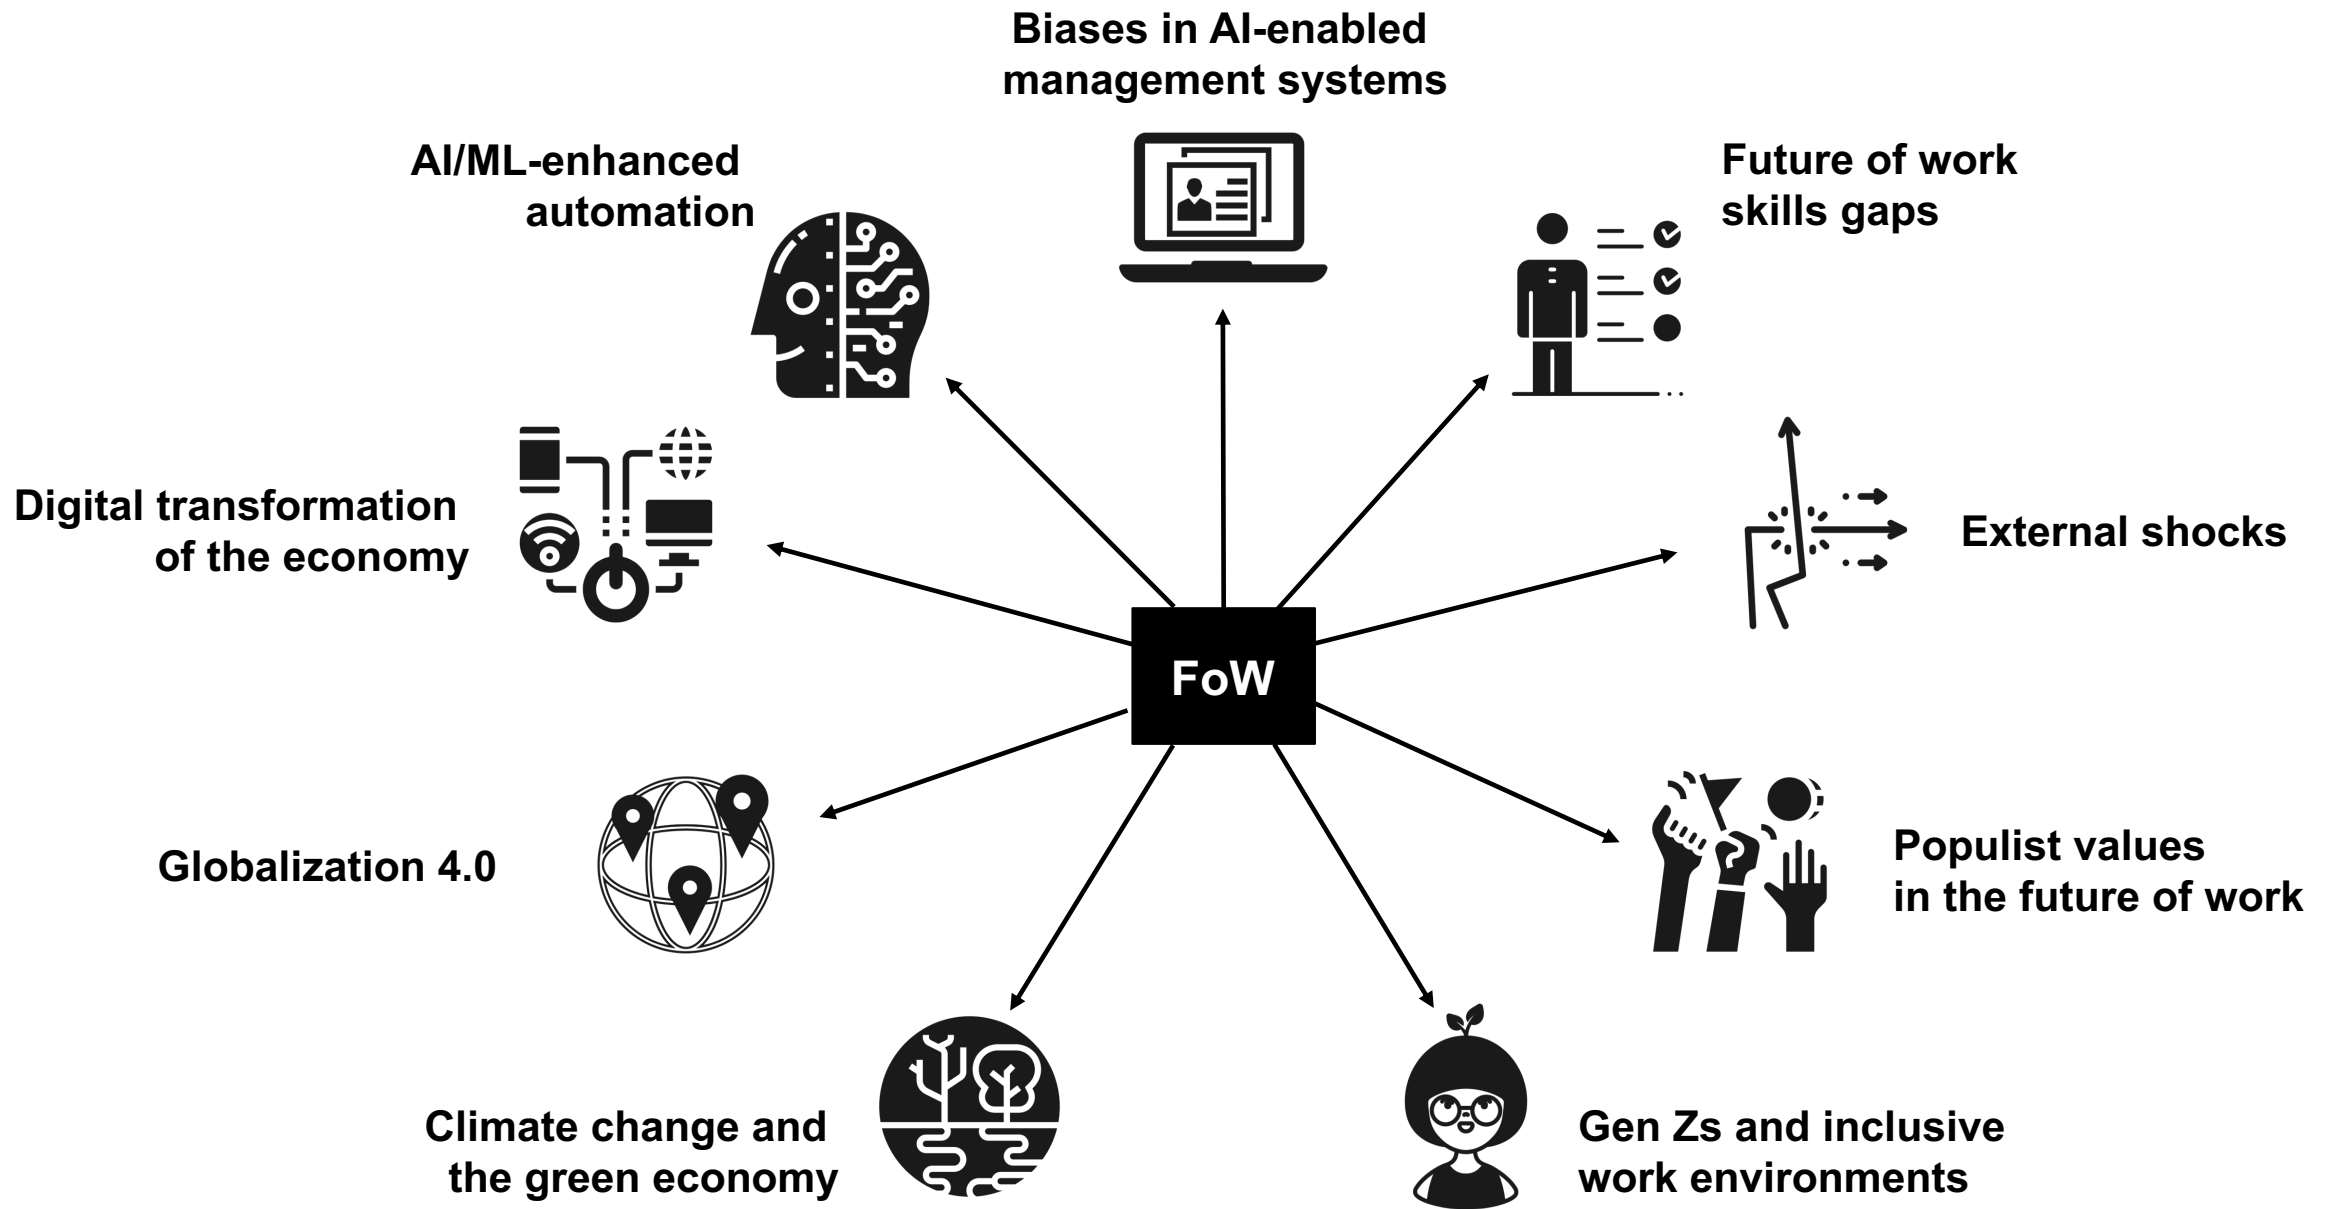 Biases in AI-enabled
management systems
AI/ML-enhanced
automation
Future of work
skills gaps
Digital transformation
of the economy
External shocks
FoW
Globalization 4.0
Populist values
in the future of work
Climate change and
the green economy
Gen Zs and inclusive
work environments